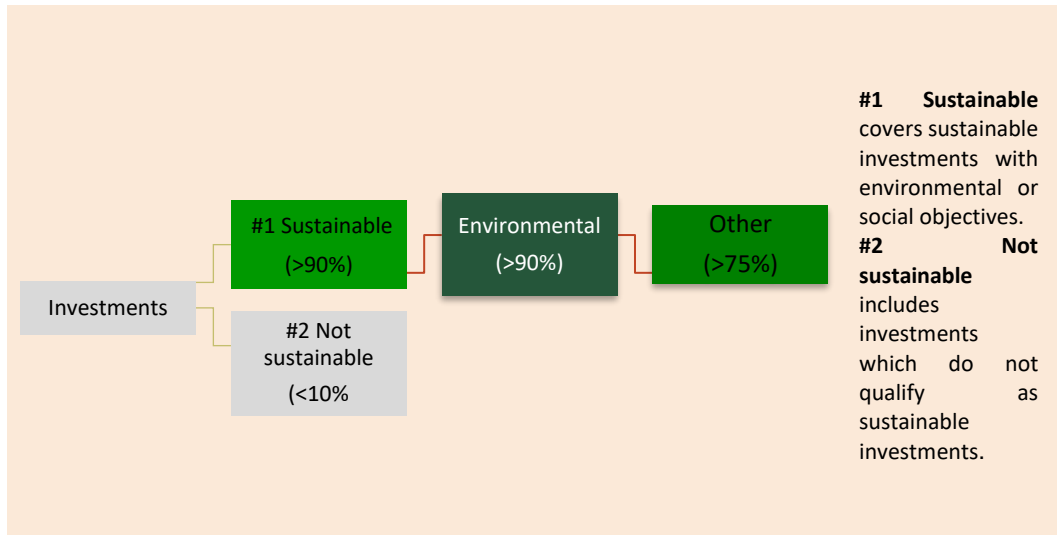 Investments
#1 Sustainable
(>90%)
#2 Not
sustainable
(<10%
Environmental
(>90%)
Other
(>75%)
#1 Sustainable
covers sustainable
investments with
environmental or
social objectives.
#2 Not
sustainable
includes
investments
which do not
qualify as
sustainable
investments.